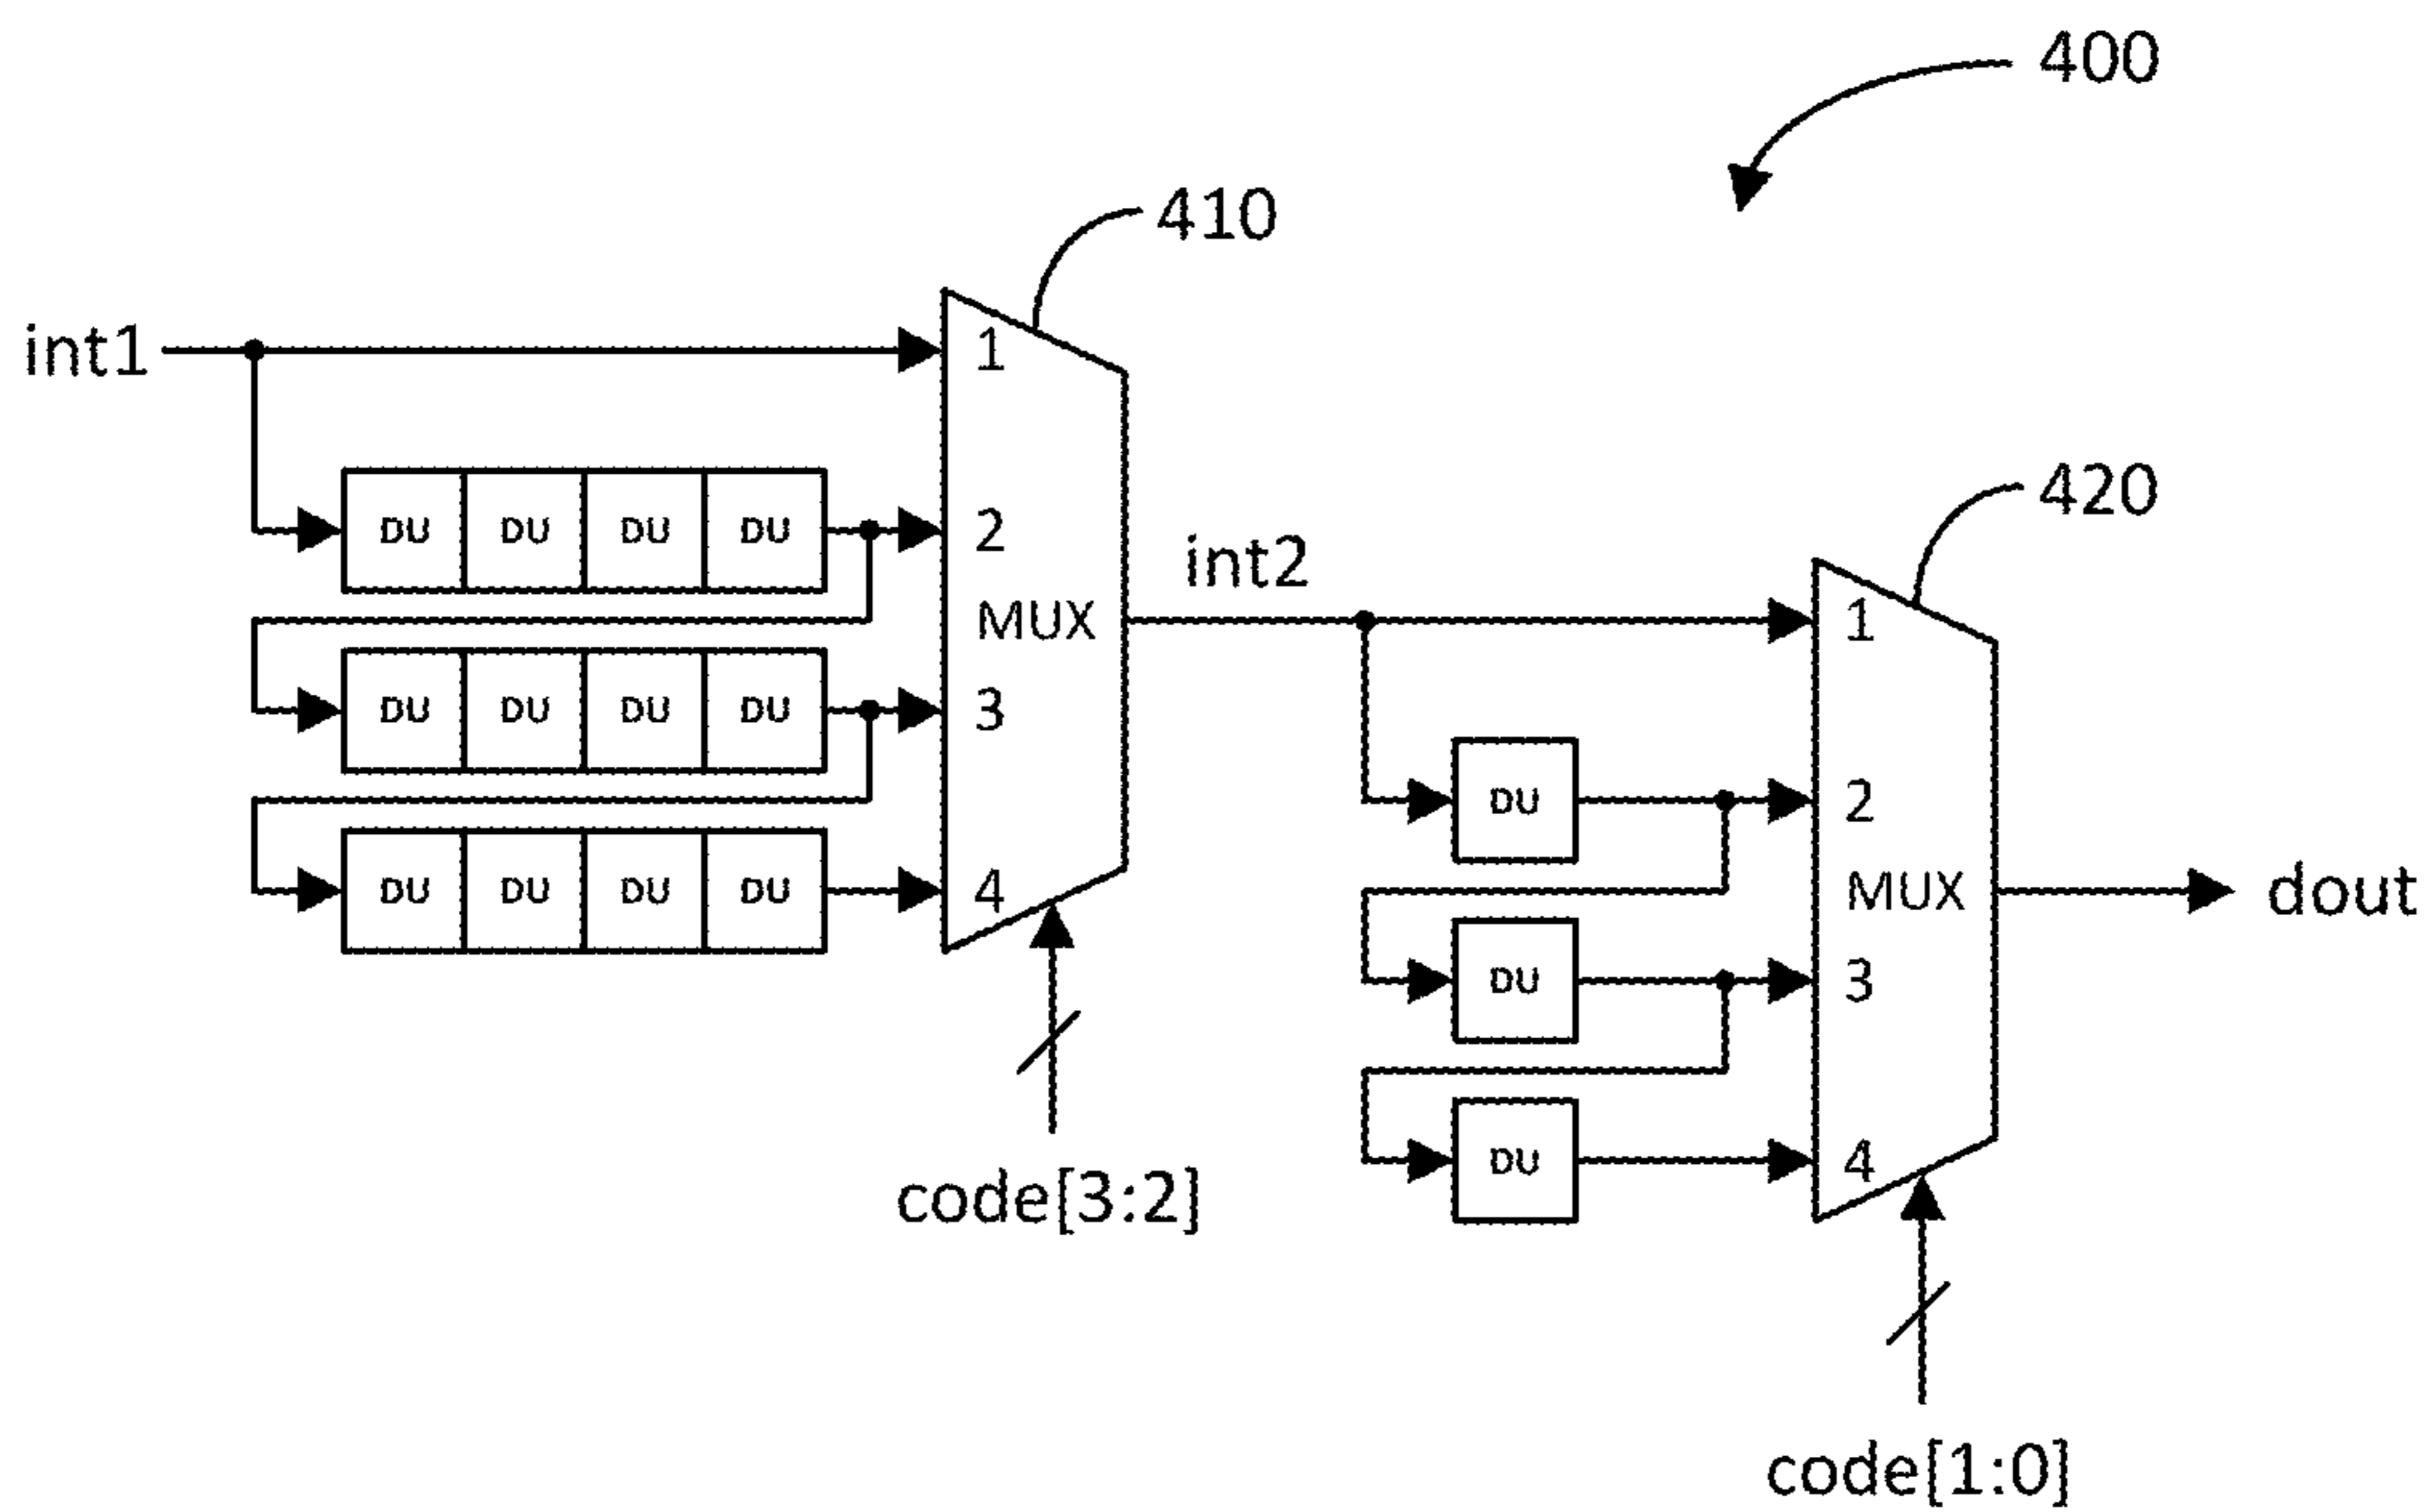 400
410
int1
1
420
DU DU DU DU
2
int2
MUX
1
DU DU DU DU
3
DU
2
DU DU DU DU
4
MUX
dout
DU
3
DU
4
code[3:2]
code[1:0]